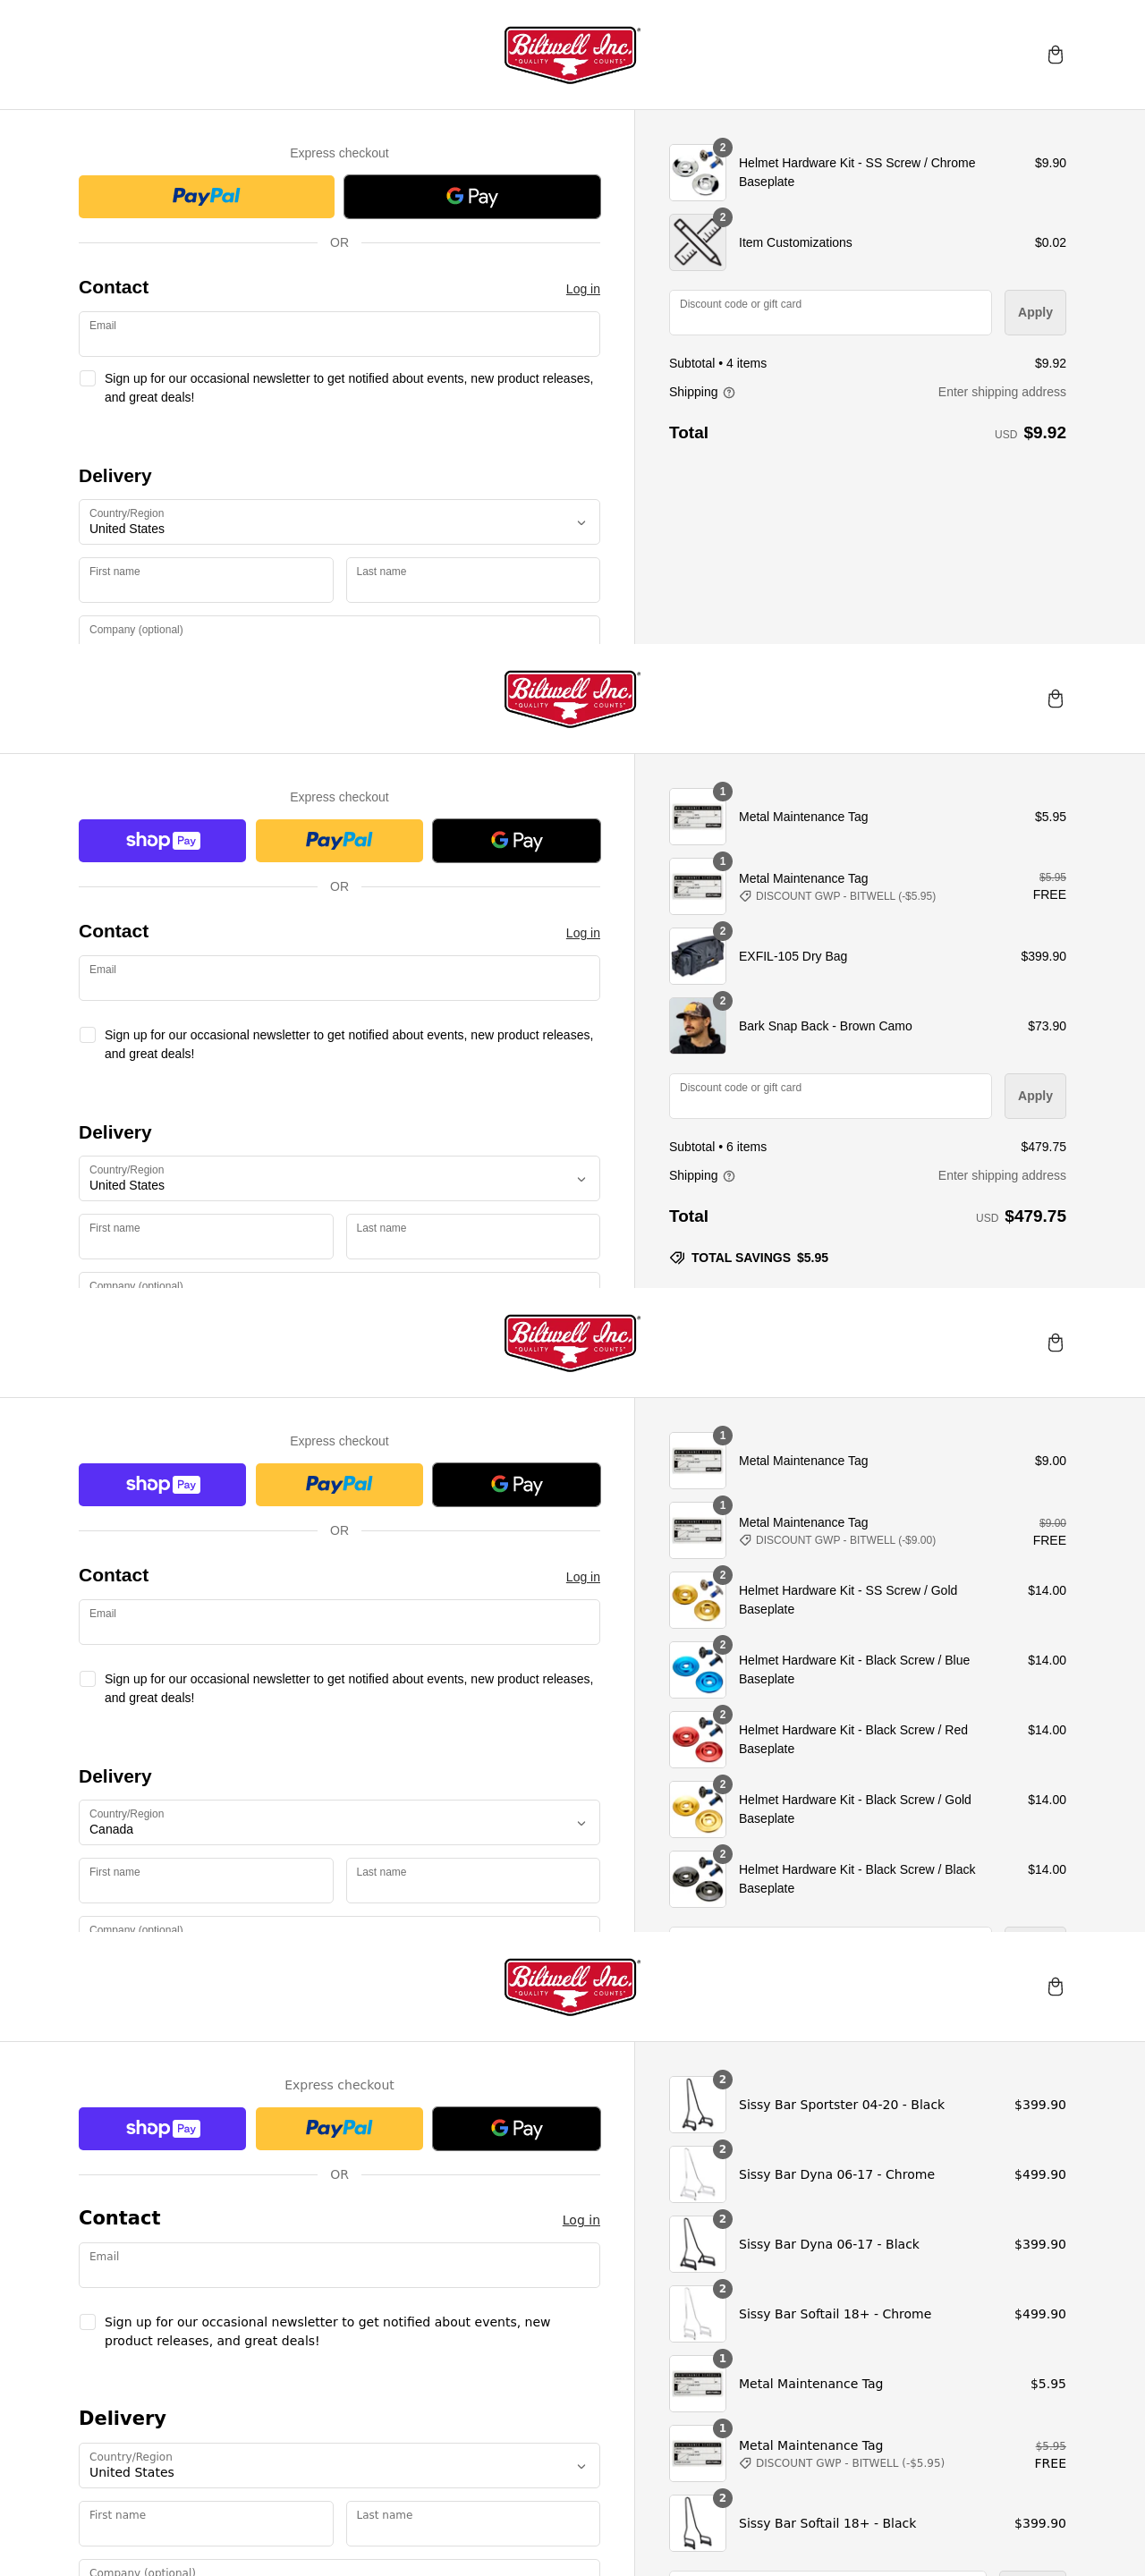 Biltwell Inc.
"QUALITY COUNTS"
Express checkout
PayPal
G Pay
OR
Contact
Log in
Email
Sign up for our occasional newsletter to get notified about events, new product releases,
and great deals!
Delivery
Country/Region
United States
First name
Last name
Company (optional)
2
Helmet Hardware Kit - SS Screw / Chrome
Baseplate
$9.90
2
Item Customizations
$0.02
Discount code or gift card
Apply
Subtotal • 4 items
$9.92
Shipping
Enter shipping address
Total
USD $9.92
Biltwell Inc.
"QUALITY COUNTS"
Express checkout
shop Pay
PayPal
G Pay
OR
Contact
Log in
Email
Sign up for our occasional newsletter to get notified about events, new product releases,
and great deals!
Delivery
Country/Region
United States
First name
Last name
Company (optional)
1
Metal Maintenance Tag
$5.95
1
Metal Maintenance Tag
DISCOUNT GWP - BITWELL (-$5.95)
$5.95
FREE
2
EXFIL-105 Dry Bag
$399.90
2
Bark Snap Back - Brown Camo
$73.90
Discount code or gift card
Apply
Subtotal • 6 items
$479.75
Shipping
Enter shipping address
Total
USD $479.75
TOTAL SAVINGS $5.95
Biltwell Inc.
"QUALITY COUNTS"
Express checkout
shop Pay
PayPal
G Pay
OR
Contact
Log in
Email
Sign up for our occasional newsletter to get notified about events, new product releases,
and great deals!
Delivery
Country/Region
Canada
First name
Last name
Company (optional)
1
Metal Maintenance Tag
$9.00
1
Metal Maintenance Tag
DISCOUNT GWP - BITWELL (-$9.00)
$9.00
FREE
2
Helmet Hardware Kit - SS Screw / Gold
Baseplate
$14.00
2
Helmet Hardware Kit - Black Screw / Blue
Baseplate
$14.00
2
Helmet Hardware Kit - Black Screw / Red
Baseplate
$14.00
2
Helmet Hardware Kit - Black Screw / Gold
Baseplate
$14.00
2
Helmet Hardware Kit - Black Screw / Black
Baseplate
$14.00
Biltwell Inc.
"QUALITY COUNTS"
Express checkout
shop Pay
PayPal
G Pay
OR
Contact
Log in
Email
Sign up for our occasional newsletter to get notified about events, new
product releases, and great deals!
Delivery
Country/Region
United States
First name
Last name
Company (optional)
2
Sissy Bar Sportster 04-20 - Black
$399.90
2
Sissy Bar Dyna 06-17 - Chrome
$499.90
2
Sissy Bar Dyna 06-17 - Black
$399.90
2
Sissy Bar Softail 18+ - Chrome
$499.90
1
Metal Maintenance Tag
$5.95
1
Metal Maintenance Tag
DISCOUNT GWP - BITWELL (-$5.95)
$5.95
FREE
2
Sissy Bar Softail 18+ - Black
$399.90